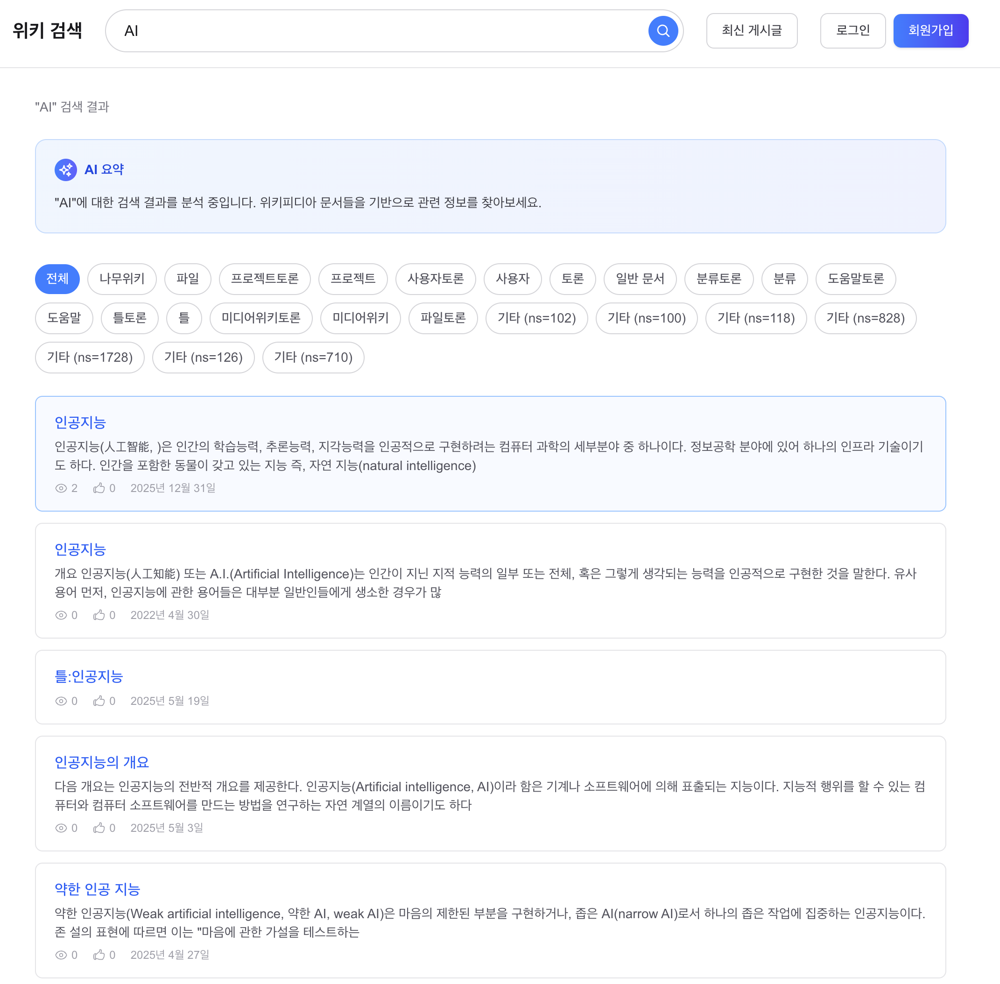 위키 검색
AI
최신 게시글
로그인
회원가입
"AI" 검색 결과
AI 요약
"AI"에 대한 검색 결과를 분석 중입니다. 위키피디아 문서들을 기반으로 관련 정보를 찾아보세요.
전체 나무위키 파일 프로젝트토론 프로젝트 사용자토론 사용자 토론 일반 문서 분류토론 분류 도움말토론
도움말 틀토론 틀 미디어위키토론 미디어위키 파일토론 기타 (ns=102) 기타 (ns=100) 기타 (ns=118) 기타 (ns=828)
기타 (ns=1728) 기타 (ns=126) 기타 (ns=710)
인공지능
인공지능(人工智能, )은 인간의 학습능력, 추론능력, 지각능력을 인공적으로 구현하려는 컴퓨터 과학의 세부분야 중 하나이다. 정보공학 분야에 있어 하나의 인프라 기술이기
도 하다. 인간을 포함한 동물이 갖고 있는 지능 즉, 자연 지능(natural intelligence)
2 0 2025년 12월 31일
인공지능
개요 인공지능(人工知能) 또는 A.I.(Artificial Intelligence)는 인간이 지닌 지적 능력의 일부 또는 전체, 혹은 그렇게 생각되는 능력을 인공적으로 구현한 것을 말한다. 유사
용어 먼저, 인공지능에 관한 용어들은 대부분 일반인들에게 생소한 경우가 많
0 0 2022년 4월 30일
틀:인공지능
0 0 2025년 5월 19일
인공지능의 개요
다음 개요는 인공지능의 전반적 개요를 제공한다. 인공지능(Artificial intelligence, AI)이라 함은 기계나 소프트웨어에 의해 표출되는 지능이다. 지능적 행위를 할 수 있는 컴
퓨터와 컴퓨터 소프트웨어를 만드는 방법을 연구하는 자연 계열의 이름이기도 하다
0 0 2025년 5월 3일
약한 인공 지능
약한 인공지능(Weak artificial intelligence, 약한 AI, weak AI)은 마음의 제한된 부분을 구현하거나, 좁은 AI(narrow AI)로서 하나의 좁은 작업에 집중하는 인공지능이다.
존 설의 표현에 따르면 이는 "마음에 관한 가설을 테스트하는
0 0 2025년 4월 27일